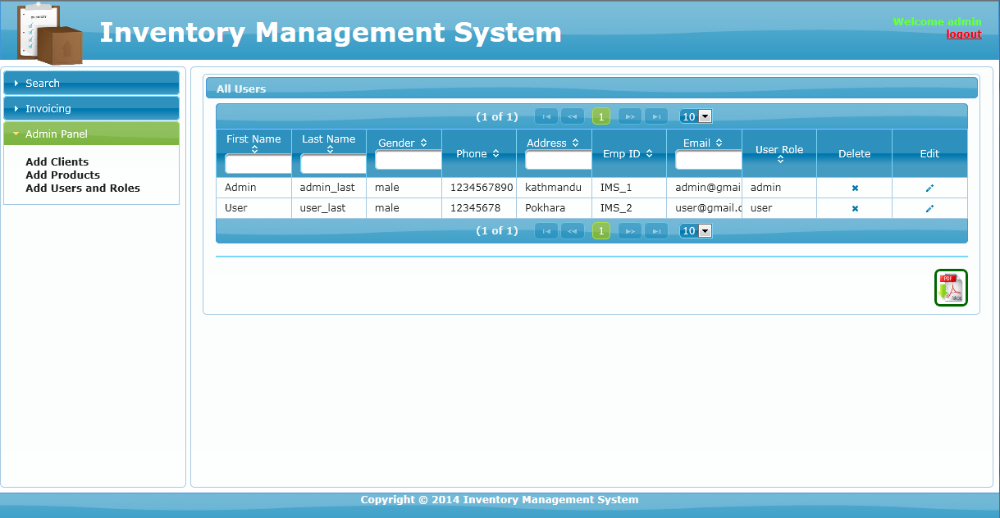 Inventory
Inventory Management System
Welcome admin
logout
Search
Invoicing
Admin Panel
Add Clients
Add Products
Add Users and Roles
All Users
(1 of 1) 1 10
First Name Last Name Gender Phone Address Emp ID Email User Role Delete Edit
Admin admin_last male 1234567890 kathmandu IMS_1 admin@gmai admin
User user_last male 12345678 Pokhara IMS_2 user@gmail.c user
(1 of 1) 1 10
PDF
Adobe
Copyright © 2014 Inventory Management System